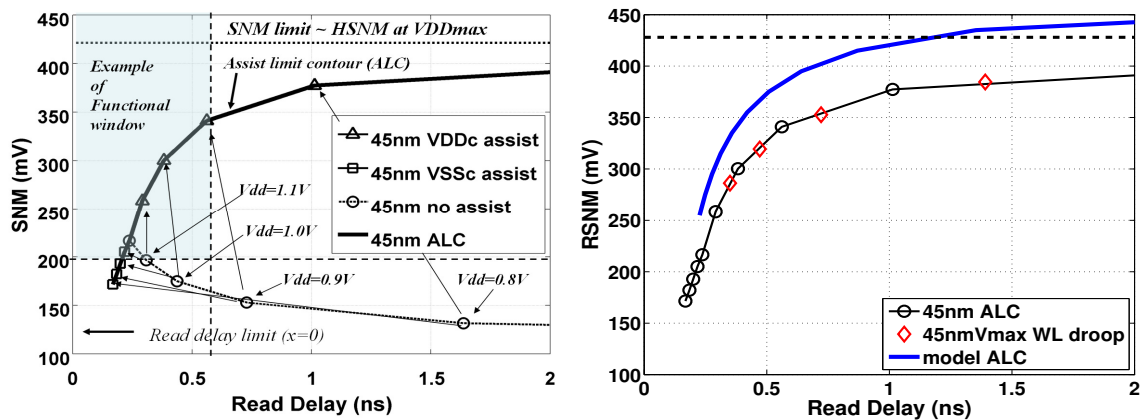 450
400
350
300
250
200
150
100
SNM (mV)
0
0.5
1
1.5
2
Read Delay (ns)
SNM limit ~ HSNM at VDDmax
Example
of
Functional
window
Assist limit contour (ALC)
45nm VDDc assist
45nm VSSc assist
45nm no assist
45nm ALC
Vdd=1.1V
Vdd=1.0V
Vdd=0.9V
Vdd=0.8V
Read delay limit (x=0)
450
400
350
300
250
200
150
100
RSNM (mV)
0
0.5
1
1.5
2
Read Delay (ns)
45nm ALC
45nmVmax WL droop
model ALC